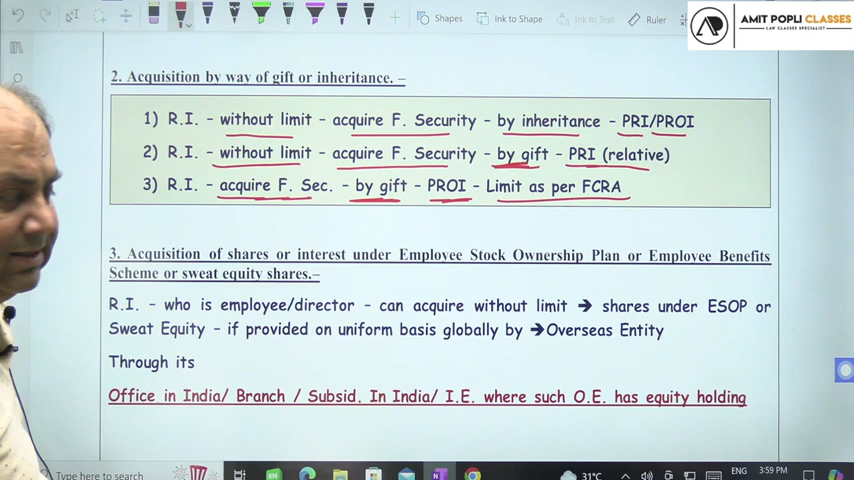 Shapes
Ink to Shape
Ink to Text
Ruler
AMIT POPLI CLASSES
LAW CLASSES SPECIALIST
2. Acquisition by way of gift or inheritance. –
1) R.I. - without limit - acquire F. Security - by inheritance - PRI/PROI
2) R.I. - without limit - acquire F. Security - by gift - PRI (relative)
3) R.I. - acquire F. Sec. - by gift - PROI - Limit as per FCRA
3. Acquisition of shares or interest under Employee Stock Ownership Plan or Employee Benefits
Scheme or sweat equity shares.–
R.I. - who is employee/director - can acquire without limit ➔ shares under ESOP or
Sweat Equity - if provided on uniform basis globally by ➔Overseas Entity
Through its
Office in India/ Branch / Subsid. In India/ I.E. where such O.E. has equity holding
Type here to search
31°C
ENG
3:59 PM